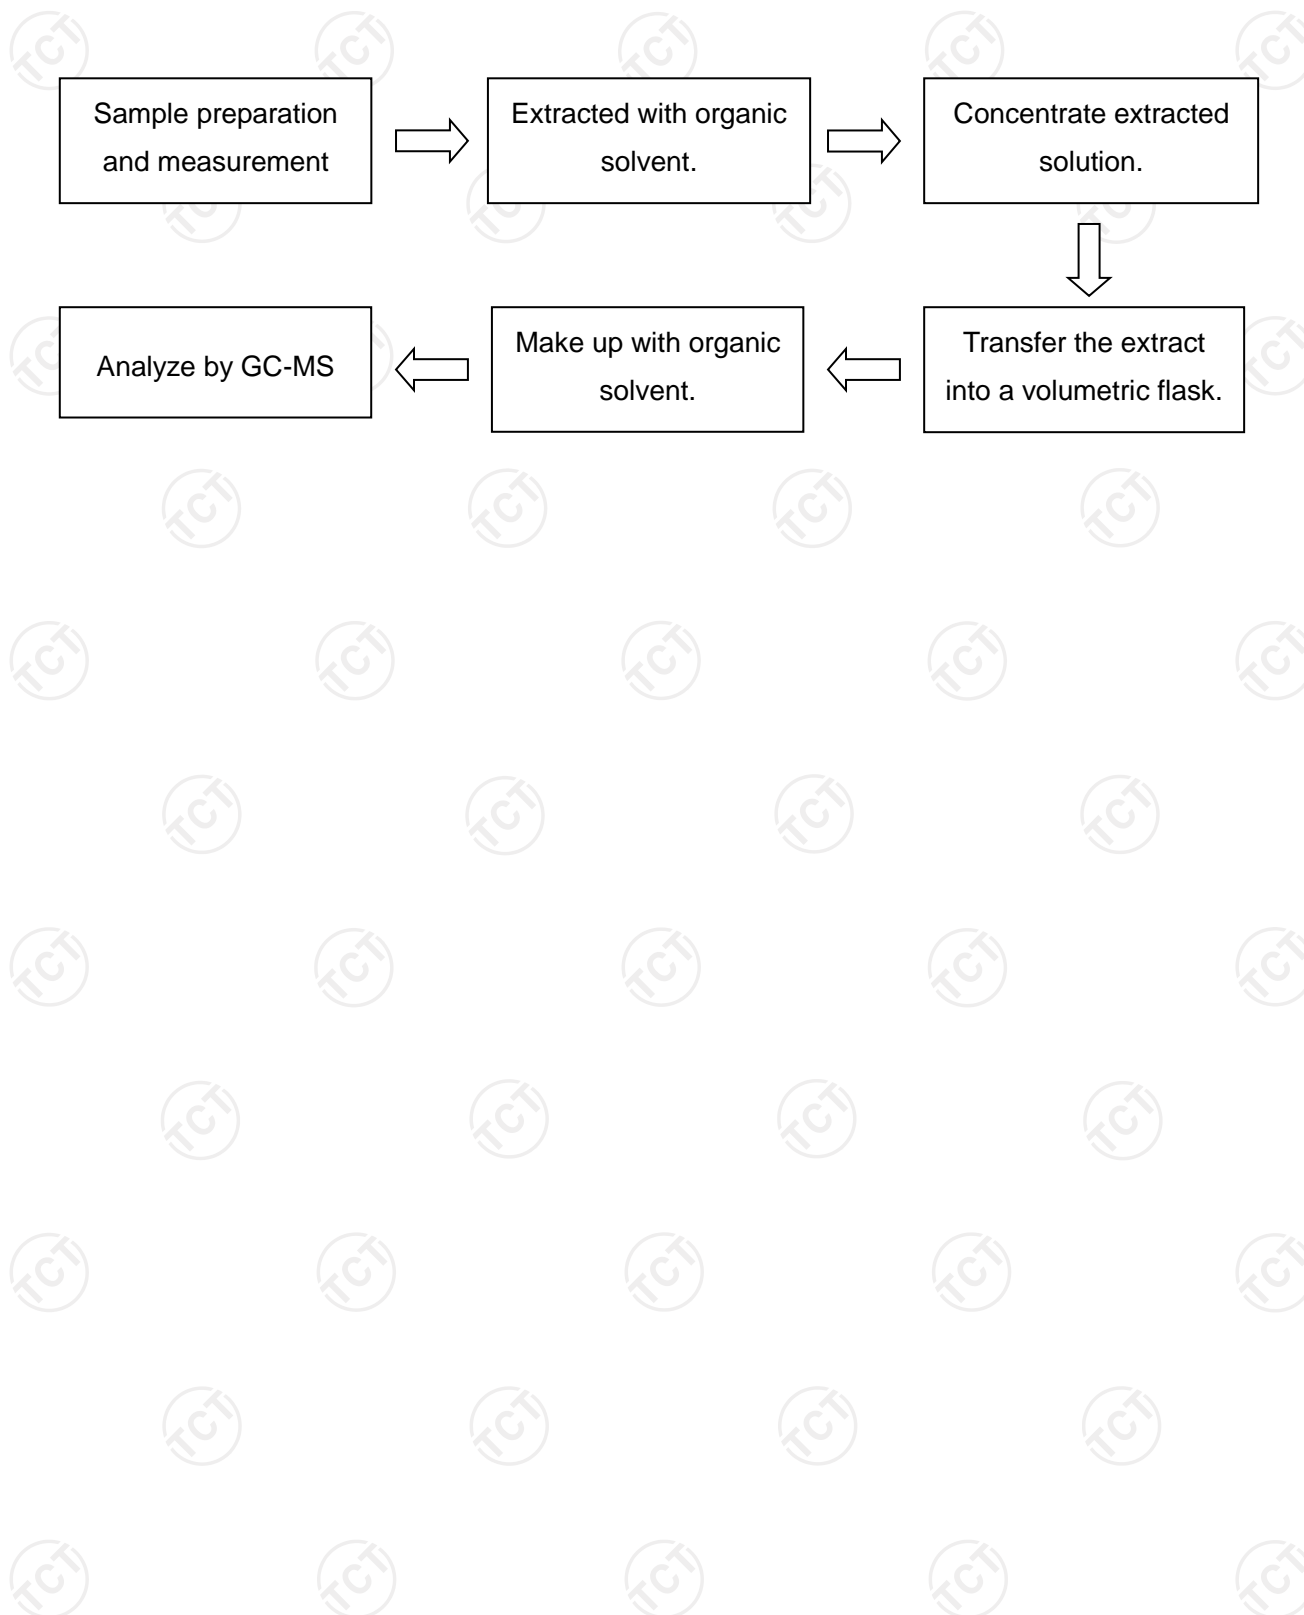 Sample preparation
and measurement
Extracted with organic
solvent.
Concentrate extracted
solution.
Transfer the extract
into a volumetric flask.
Make up with organic
solvent.
Analyze by GC-MS
TCT